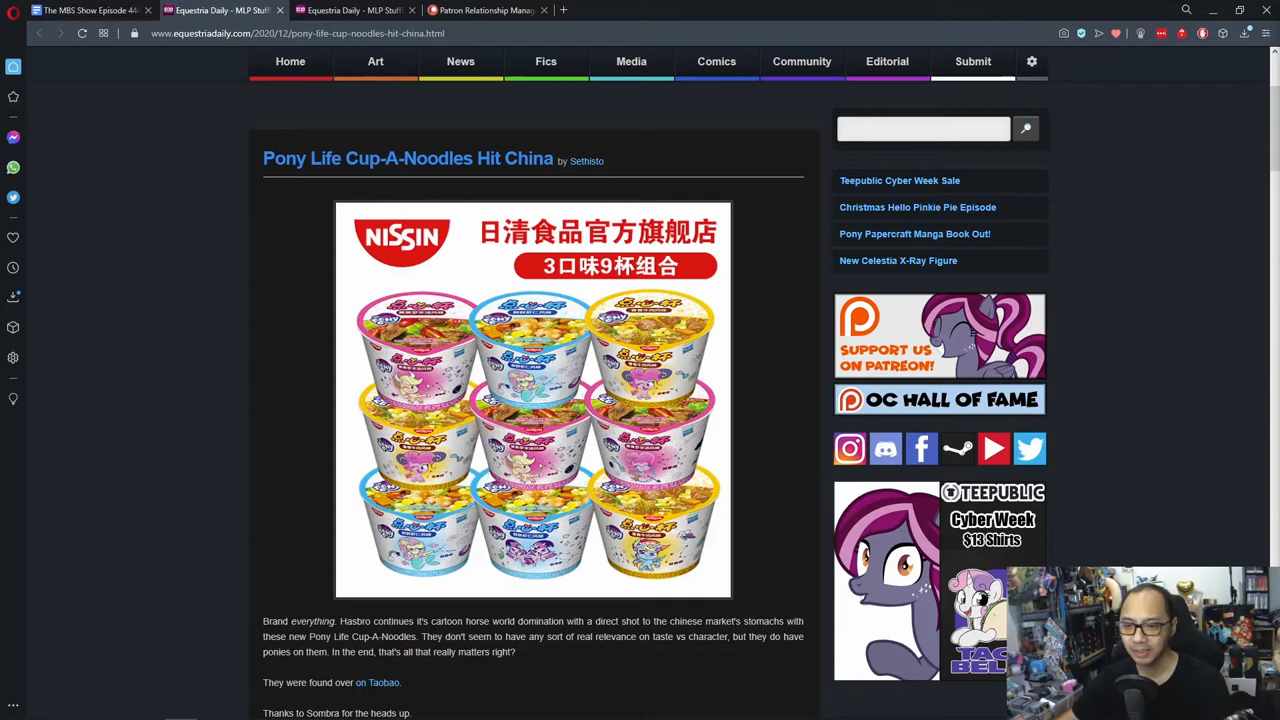 The MBS Show Episode 44
Equestria Daily - MLP Stuff!
Equestria Daily - MLP Stuff!
Patron Relationship Manag
www.equestriadaily.com/2020/12/pony-life-cup-noodles-hit-china.html
Home
Art
News
Fics
Media
Comics
Community
Editorial
Submit
Pony Life Cup-A-Noodles Hit China by Sethisto
NISSIN
日清食品官方旗舰店
3口味9杯组合
Brand everything. Hasbro continues it's cartoon horse world domination with a direct shot to the chinese market's stomachs with
these new Pony Life Cup-A-Noodles. They don't seem to have any sort of real relevance on taste vs character, but they do have
ponies on them. In the end, that's all that really matters right?
They were found over on Taobao.
Thanks to Sombra for the heads up.
Teepublic Cyber Week Sale
Christmas Hello Pinkie Pie Episode
Pony Papercraft Manga Book Out!
New Celestia X-Ray Figure
SUPPORT US
ON PATREON!
OC HALL OF FAME
TEEPUBLIC
Cyber Week
$13 Shirts